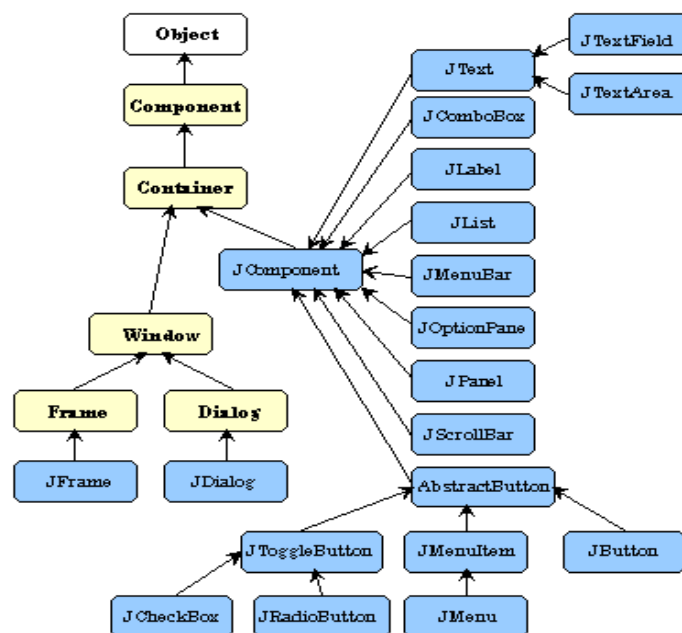 Object
JTextField
JText
Component
JTextArea
JComboBox
Container
JLabel
JList
JComponent
JMenuBar
Window
JOptionPane
Frame
Dialog
JPanel
JScrollBar
JFrame
JDialog
AbstractButton
JToggleButton
JMenuItem
JButton
JCheckBox
JRadioButton
JMenu